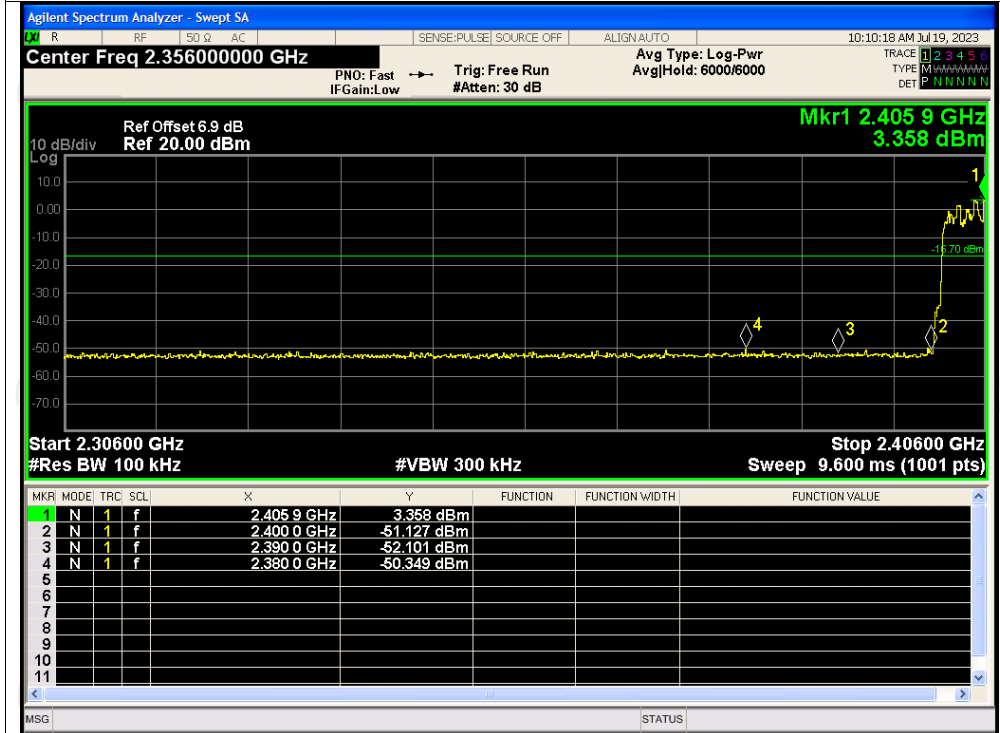 Agilent Spectrum Analyzer - Swept SA
LXI R RF 50 Ω AC SENSE:PULSE SOURCE OFF ALIGN AUTO 10:10:18 AM Jul 19, 2023
Center Freq 2.356000000 GHz
PNO: Fast
IFGain:Low
Trig: Free Run
#Atten: 30 dB
Avg Type: Log-Pwr
Avg|Hold: 6000/6000
TRACE 1 2 3 4 5 6
TYPE M
DET P N N N N N
Mkr1 2.405 9 GHz
3.358 dBm
Ref Offset 6.9 dB
10 dB/div Ref 20.00 dBm
Log
10.0
0.00
-10.0
-20.0
-30.0
-40.0
-50.0
-60.0
-70.0
1
-16.70 dBm
4
3
2
Start 2.30600 GHz Stop 2.40600 GHz
#Res BW 100 kHz #VBW 300 kHz Sweep 9.600 ms (1001 pts)
MKR MODE TRC SCL X Y FUNCTION FUNCTION WIDTH FUNCTION VALUE
1 N 1 f 2.405 9 GHz 3.358 dBm
2 N 1 f 2.400 0 GHz -51.127 dBm
3 N 1 f 2.390 0 GHz -52.101 dBm
4 N 1 f 2.380 0 GHz -50.349 dBm
5
6
7
8
9
10
11
MSG STATUS